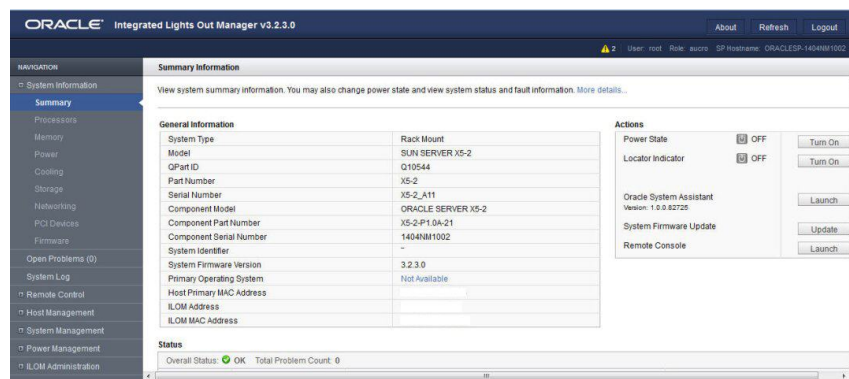 ORACLE® Integrated Lights Out Manager v3.2.3.0
About Refresh Logout
2 User: root Role: aucro SP Hostname: ORACLESP-1404NM1002
NAVIGATION
System Information
Summary
Processors
Memory
Power
Cooling
Storage
Networking
PCI Devices
Firmware
Open Problems (0)
System Log
Remote Control
Host Management
System Management
Power Management
ILOM Administration
Summary Information
View system summary information. You may also change power state and view system status and fault information. More details...
General Information
System Type Rack Mount
Model SUN SERVER X5-2
QPart ID Q10544
Part Number X5-2
Serial Number X5-2_A11
Component Model ORACLE SERVER X5-2
Component Part Number X5-2-P1.0A-21
Component Serial Number 1404NM1002
System Identifier -
System Firmware Version 3.2.3.0
Primary Operating System Not Available
Host Primary MAC Address
ILOM Address
ILOM MAC Address
Actions
Power State OFF Turn On
Locator Indicator OFF Turn On
Oracle System Assistant Launch
Version: 1.0.0.82725
System Firmware Update Update
Remote Console Launch
Status
Overall Status: OK Total Problem Count: 0